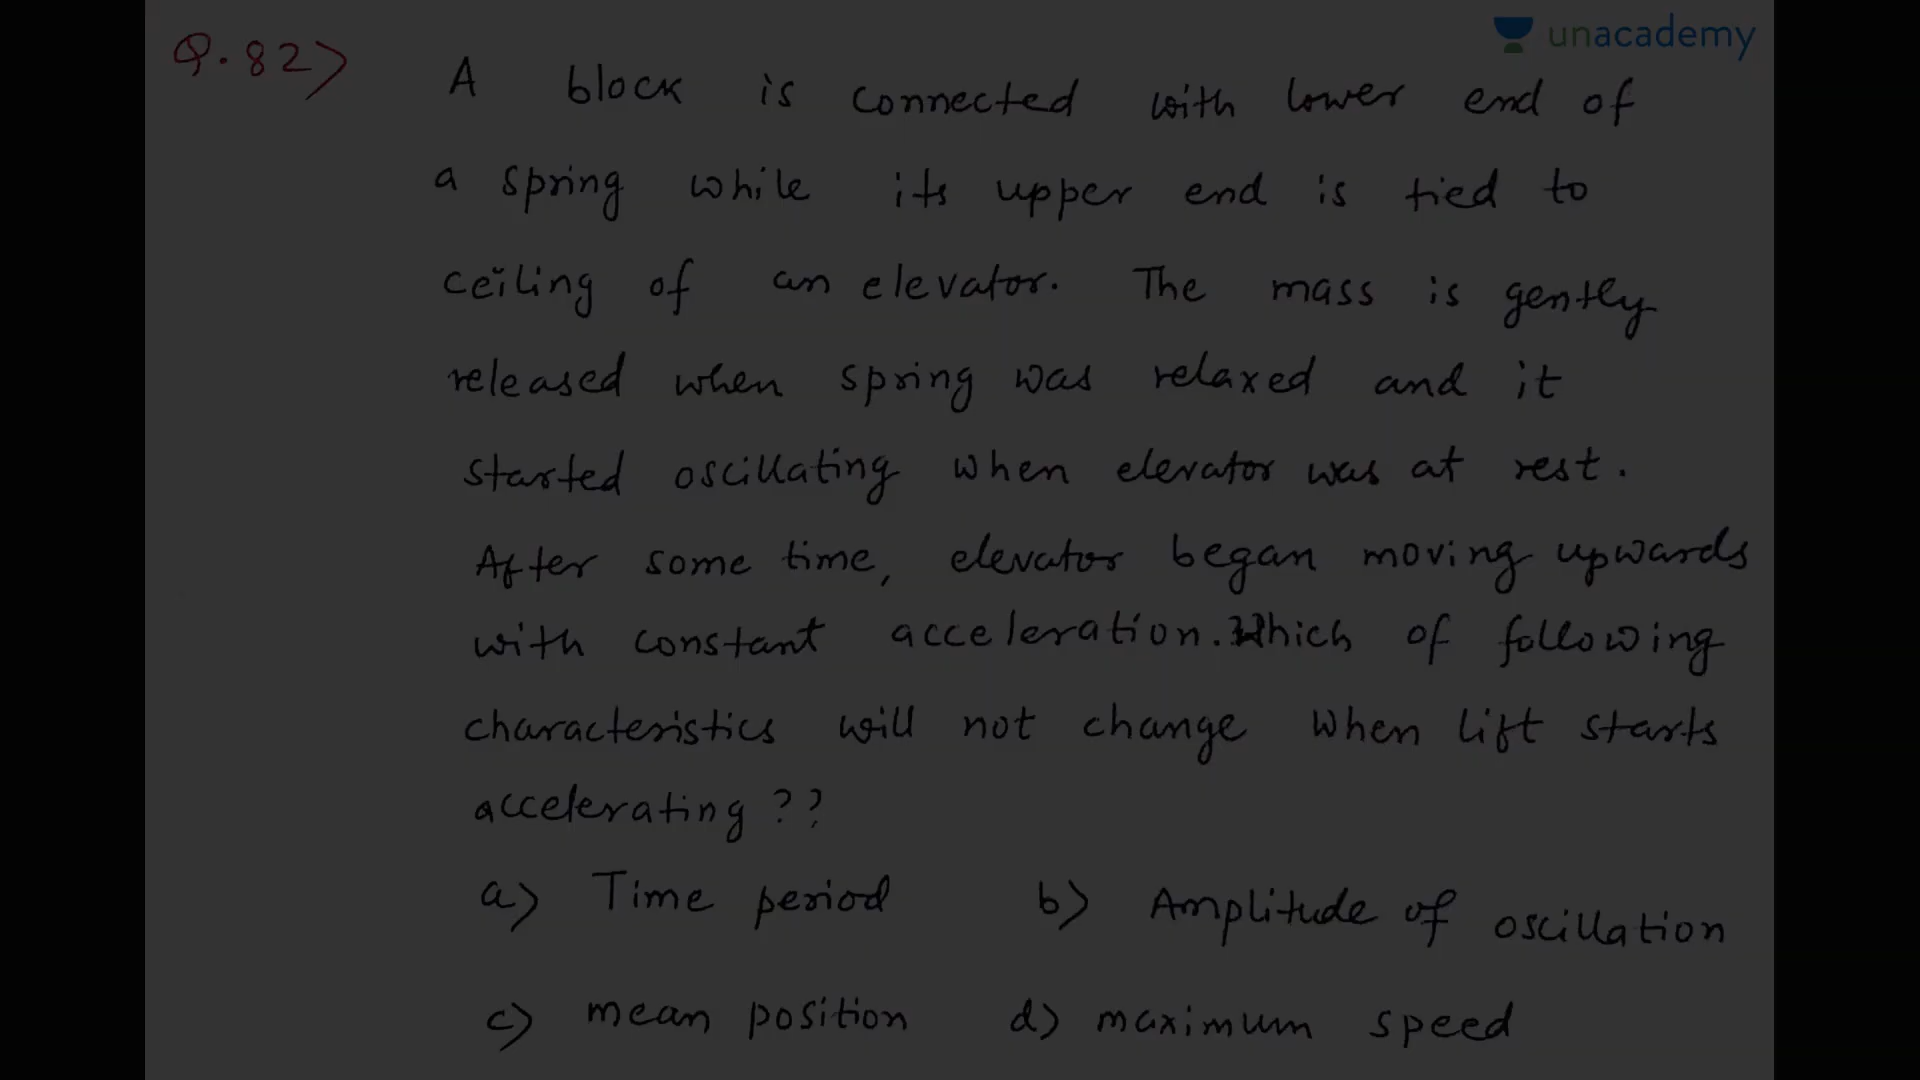 Q.82>
unacademy
A block is connected with lower end of
a spring while its upper end is tied to
ceiling of an elevator. The mass is gently
released when spring was relaxed and it
started oscillating when elevator was at rest.
After some time, elevator began moving upwards
with constant acceleration. Which of following
characteristics will not change when lift starts
accelerating ??
a) Time period b) Amplitude of oscillation
c) mean position d) maximum speed